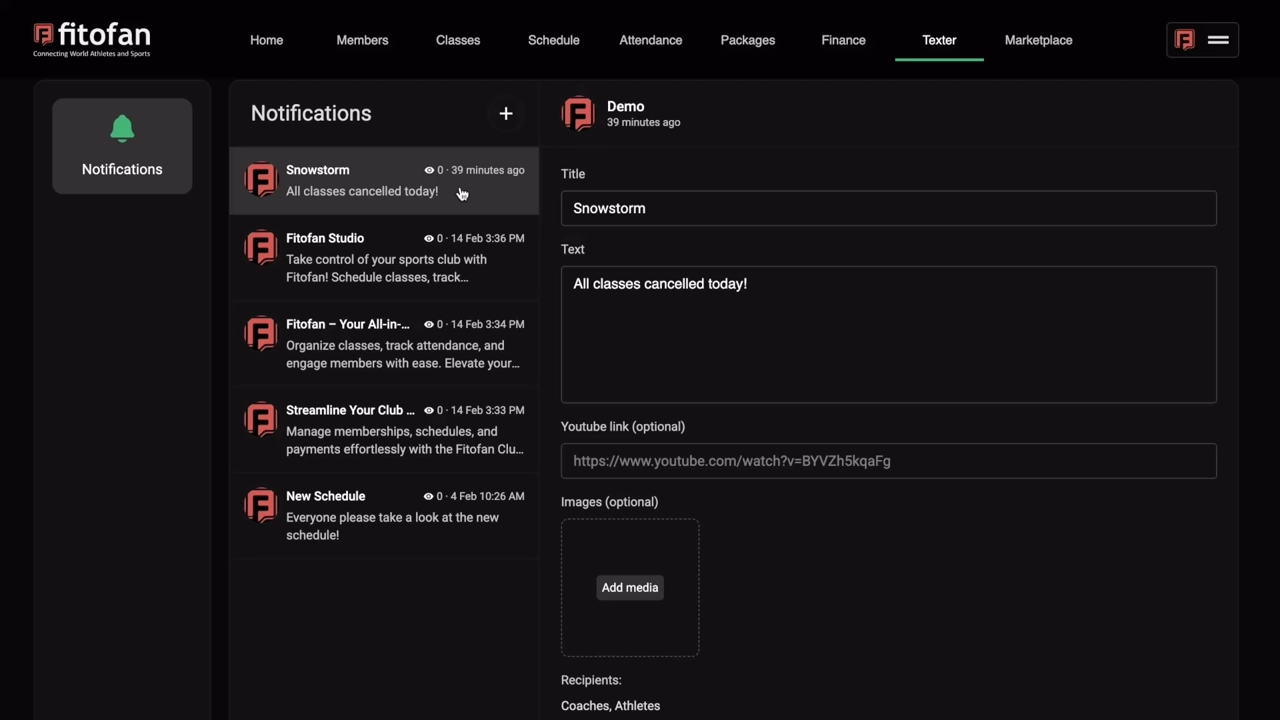 fitofan
Connecting World Athletes and Sports
Home
Members
Classes
Schedule
Attendance
Packages
Finance
Texter
Marketplace
Notifications
Notifications
+
Snowstorm
0 · 39 minutes ago
All classes cancelled today!
Fitofan Studio
0 · 14 Feb 3:36 PM
Take control of your sports club with
Fitofan! Schedule classes, track...
Fitofan – Your All-in-...
0 · 14 Feb 3:34 PM
Organize classes, track attendance, and
engage members with ease. Elevate your...
Streamline Your Club ...
0 · 14 Feb 3:33 PM
Manage memberships, schedules, and
payments effortlessly with the Fitofan Clu...
New Schedule
0 · 4 Feb 10:26 AM
Everyone please take a look at the new
schedule!
Demo
39 minutes ago
Title
Snowstorm
Text
All classes cancelled today!
Youtube link (optional)
https://www.youtube.com/watch?v=BYVZh5kqaFg
Images (optional)
Add media
Recipients:
Coaches, Athletes